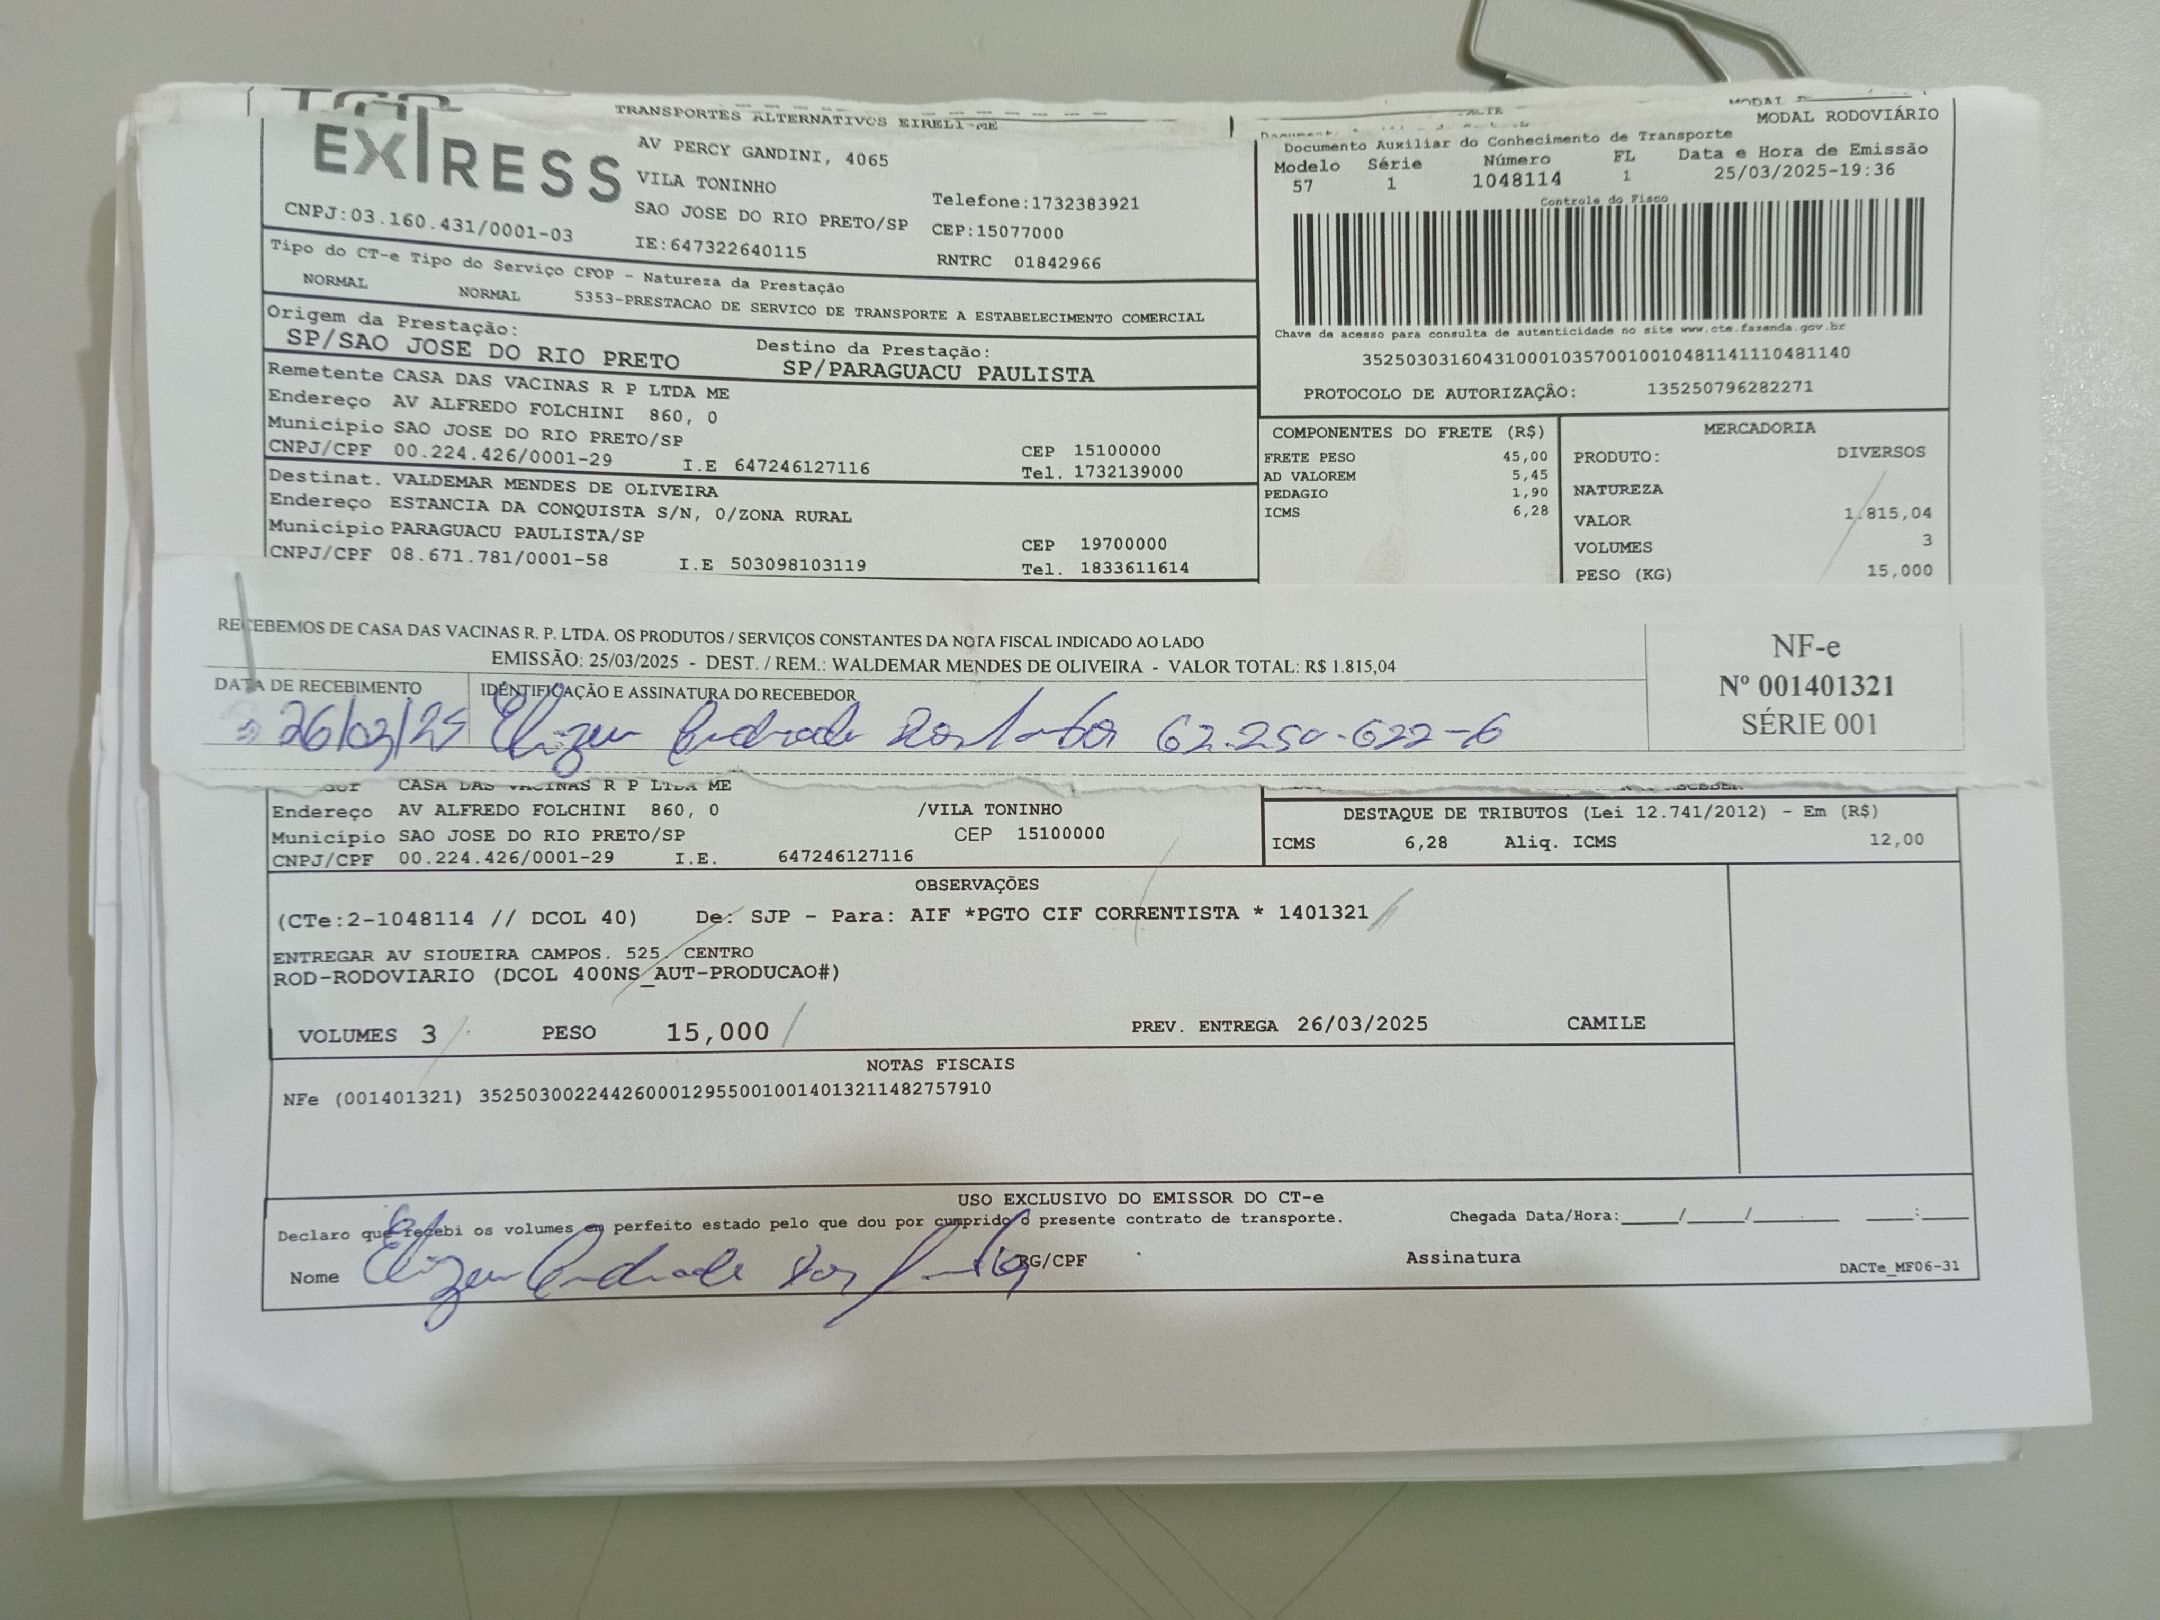 EXPRESS
TRANSPORTES ALTERNATIVOS EIRELI-ME
AV PERCY GANDINI, 4065
VILA TONINHO
SAO JOSE DO RIO PRETO/SP
Telefone:1732383921
CEP:15077000
CNPJ:03.160.431/0001-03
IE:647322640115
RNTRC 01842966
MODAL RODOVIÁRIO
Documento Auxiliar do Conhecimento de Transporte
Modelo Série Número FL Data e Hora de Emissão
57 1 1048114 1 25/03/2025-19:36
Controle do Fisco
Chave de acesso para consulta de autenticidade no site www.cte.fazenda.gov.br
35250303160431000103570010010481141110481140
PROTOCOLO DE AUTORIZAÇÃO: 135250796282271
Tipo do CT-e Tipo do Serviço CFOP - Natureza da Prestação
NORMAL NORMAL 5353-PRESTACAO DE SERVICO DE TRANSPORTE A ESTABELECIMENTO COMERCIAL
Origem da Prestação:
SP/SAO JOSE DO RIO PRETO
Destino da Prestação:
SP/PARAGUACU PAULISTA
Remetente CASA DAS VACINAS R P LTDA ME
Endereço AV ALFREDO FOLCHINI 860, 0
Município SAO JOSE DO RIO PRETO/SP CEP 15100000
CNPJ/CPF 00.224.426/0001-29 I.E 647246127116 Tel. 1732139000
Destinat. VALDEMAR MENDES DE OLIVEIRA
Endereço ESTANCIA DA CONQUISTA S/N, 0/ZONA RURAL
Município PARAGUACU PAULISTA/SP CEP 19700000
CNPJ/CPF 08.671.781/0001-58 I.E 503098103119 Tel. 1833611614
COMPONENTES DO FRETE (R$)
FRETE PESO 45,00
AD VALOREM 5,45
PEDAGIO 1,90
ICMS 6,28
MERCADORIA
PRODUTO: DIVERSOS
NATUREZA
VALOR 1.815,04
VOLUMES 3
PESO (KG) 15,000
RECEBEMOS DE CASA DAS VACINAS R. P. LTDA. OS PRODUTOS / SERVIÇOS CONSTANTES DA NOTA FISCAL INDICADO AO LADO
EMISSÃO: 25/03/2025 - DEST. / REM.: WALDEMAR MENDES DE OLIVEIRA - VALOR TOTAL: R$ 1.815,04
DATA DE RECEBIMENTO IDENTIFICAÇÃO E ASSINATURA DO RECEBEDOR
26/03/25 Andrade dos 62.250.622-6
NF-e
Nº 001401321
SÉRIE 001
CASA DAS VACINAS R P LTDA ME
Endereço AV ALFREDO FOLCHINI 860, 0 /VILA TONINHO
Município SAO JOSE DO RIO PRETO/SP CEP 15100000
CNPJ/CPF 00.224.426/0001-29 I.E. 647246127116
DESTAQUE DE TRIBUTOS (Lei 12.741/2012) - Em (R$)
ICMS 6,28 Aliq. ICMS 12,00
OBSERVAÇÕES
(CTe:2-1048114 // DCOL 40) De: SJP - Para: AIF *PGTO CIF CORRENTISTA * 1401321
ENTREGAR AV SIQUEIRA CAMPOS. 525. CENTRO
ROD-RODOVIARIO (DCOL 400NS_AUT-PRODUCAO#)
VOLUMES 3 PESO 15,000 PREV. ENTREGA 26/03/2025 CAMILE
NOTAS FISCAIS
NFe (001401321) 35250300224426000129550010014013211482757910
USO EXCLUSIVO DO EMISSOR DO CT-e
Declaro que recebi os volumes em perfeito estado pelo que dou por cumprido o presente contrato de transporte. Chegada Data/Hora:____/____/______ ____:____
Nome Andrade dos RG/CPF Assinatura
DACTe_MF06-31